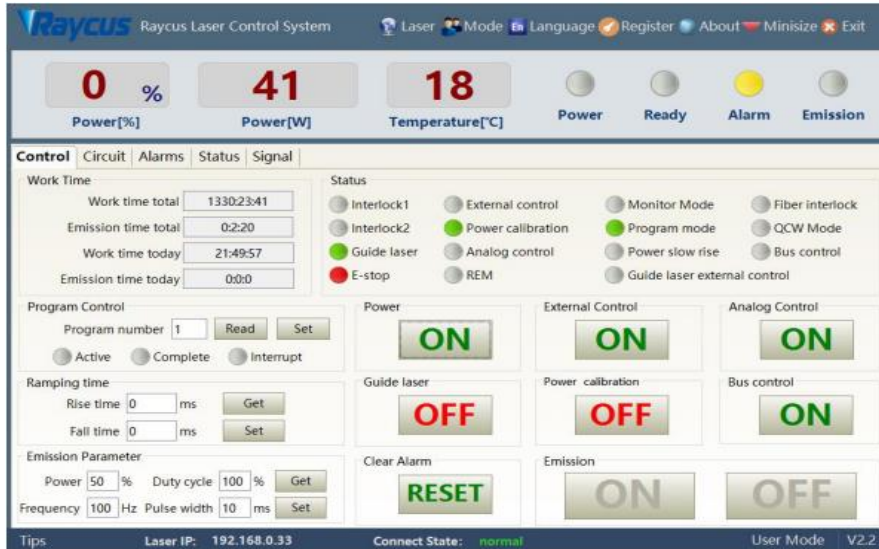 Raycus Raycus Laser Control System Laser Mode En Language Register About Minisize Exit
0 % 41 18
Power[%] Power[W] Temperature[℃] Power Ready Alarm Emission
Control Circuit Alarms Status Signal
Work Time
Work time total 1330:23:41
Emission time total 0:2:20
Work time today 21:49:57
Emission time today 0:0:0
Status
Interlock1 External control Monitor Mode Fiber interlock
Interlock2 Power calibration Program mode QCW Mode
Guide laser Analog control Power slow rise Bus control
E-stop REM Guide laser external control
Program Control
Program number 1 Read Set
Active Complete Interrupt
Power
ON
External Control
ON
Analog Control
ON
Ramping time
Rise time 0 ms Get
Fall time 0 ms Set
Guide laser
OFF
Power calibration
OFF
Bus control
ON
Emission Parameter
Power 50 % Duty cycle 100 % Get
Frequency 100 Hz Pulse width 10 ms Set
Clear Alarm
RESET
Emission
ON OFF
Tips Laser IP: 192.168.0.33 Connect State: normal User Mode V2.2